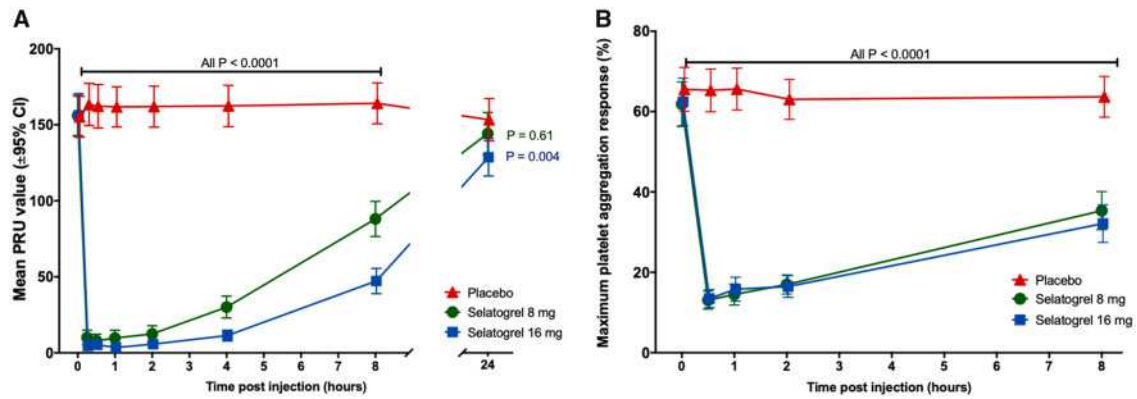 A
Mean PRU value (±95% CI)
200
150
100
50
0
All P < 0.0001
P = 0.61
P = 0.004
Placebo
Selatogrel 8 mg
Selatogrel 16 mg
0 1 2 3 4 5 6 7 8 24
Time post injection (hours)
B
Maximum platelet aggregation response (%)
80
60
40
20
0
All P < 0.0001
Placebo
Selatogrel 8 mg
Selatogrel 16 mg
0 1 2 3 4 5 6 7 8
Time post injection (hours)